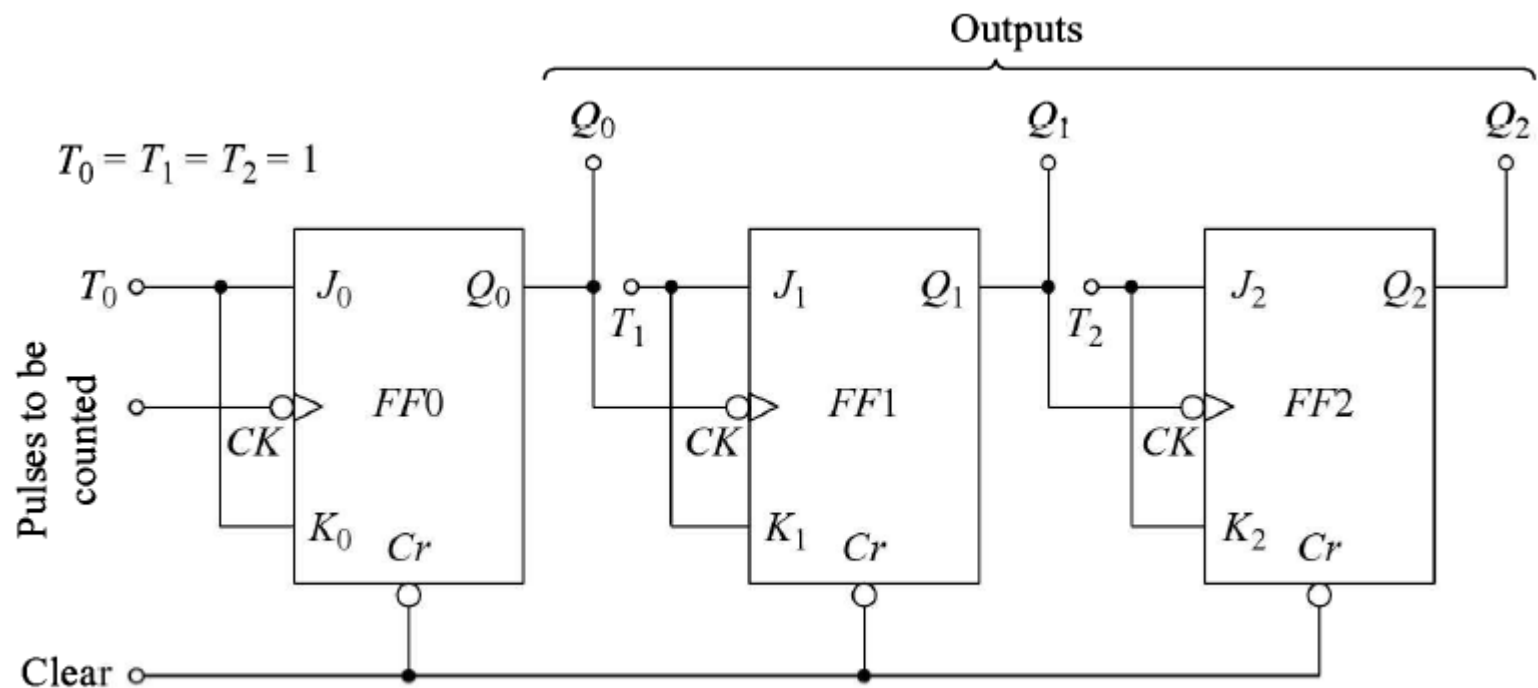 Outputs
Q₀ Q₁ Q₂
T₀ = T₁ = T₂ = 1
T₀ J₀ Q₀ T₁ J₁ Q₁ T₂ J₂ Q₂
Pulses to be
counted
CK FF0 CK FF1 CK FF2
K₀ Cr K₁ Cr K₂ Cr
Clear